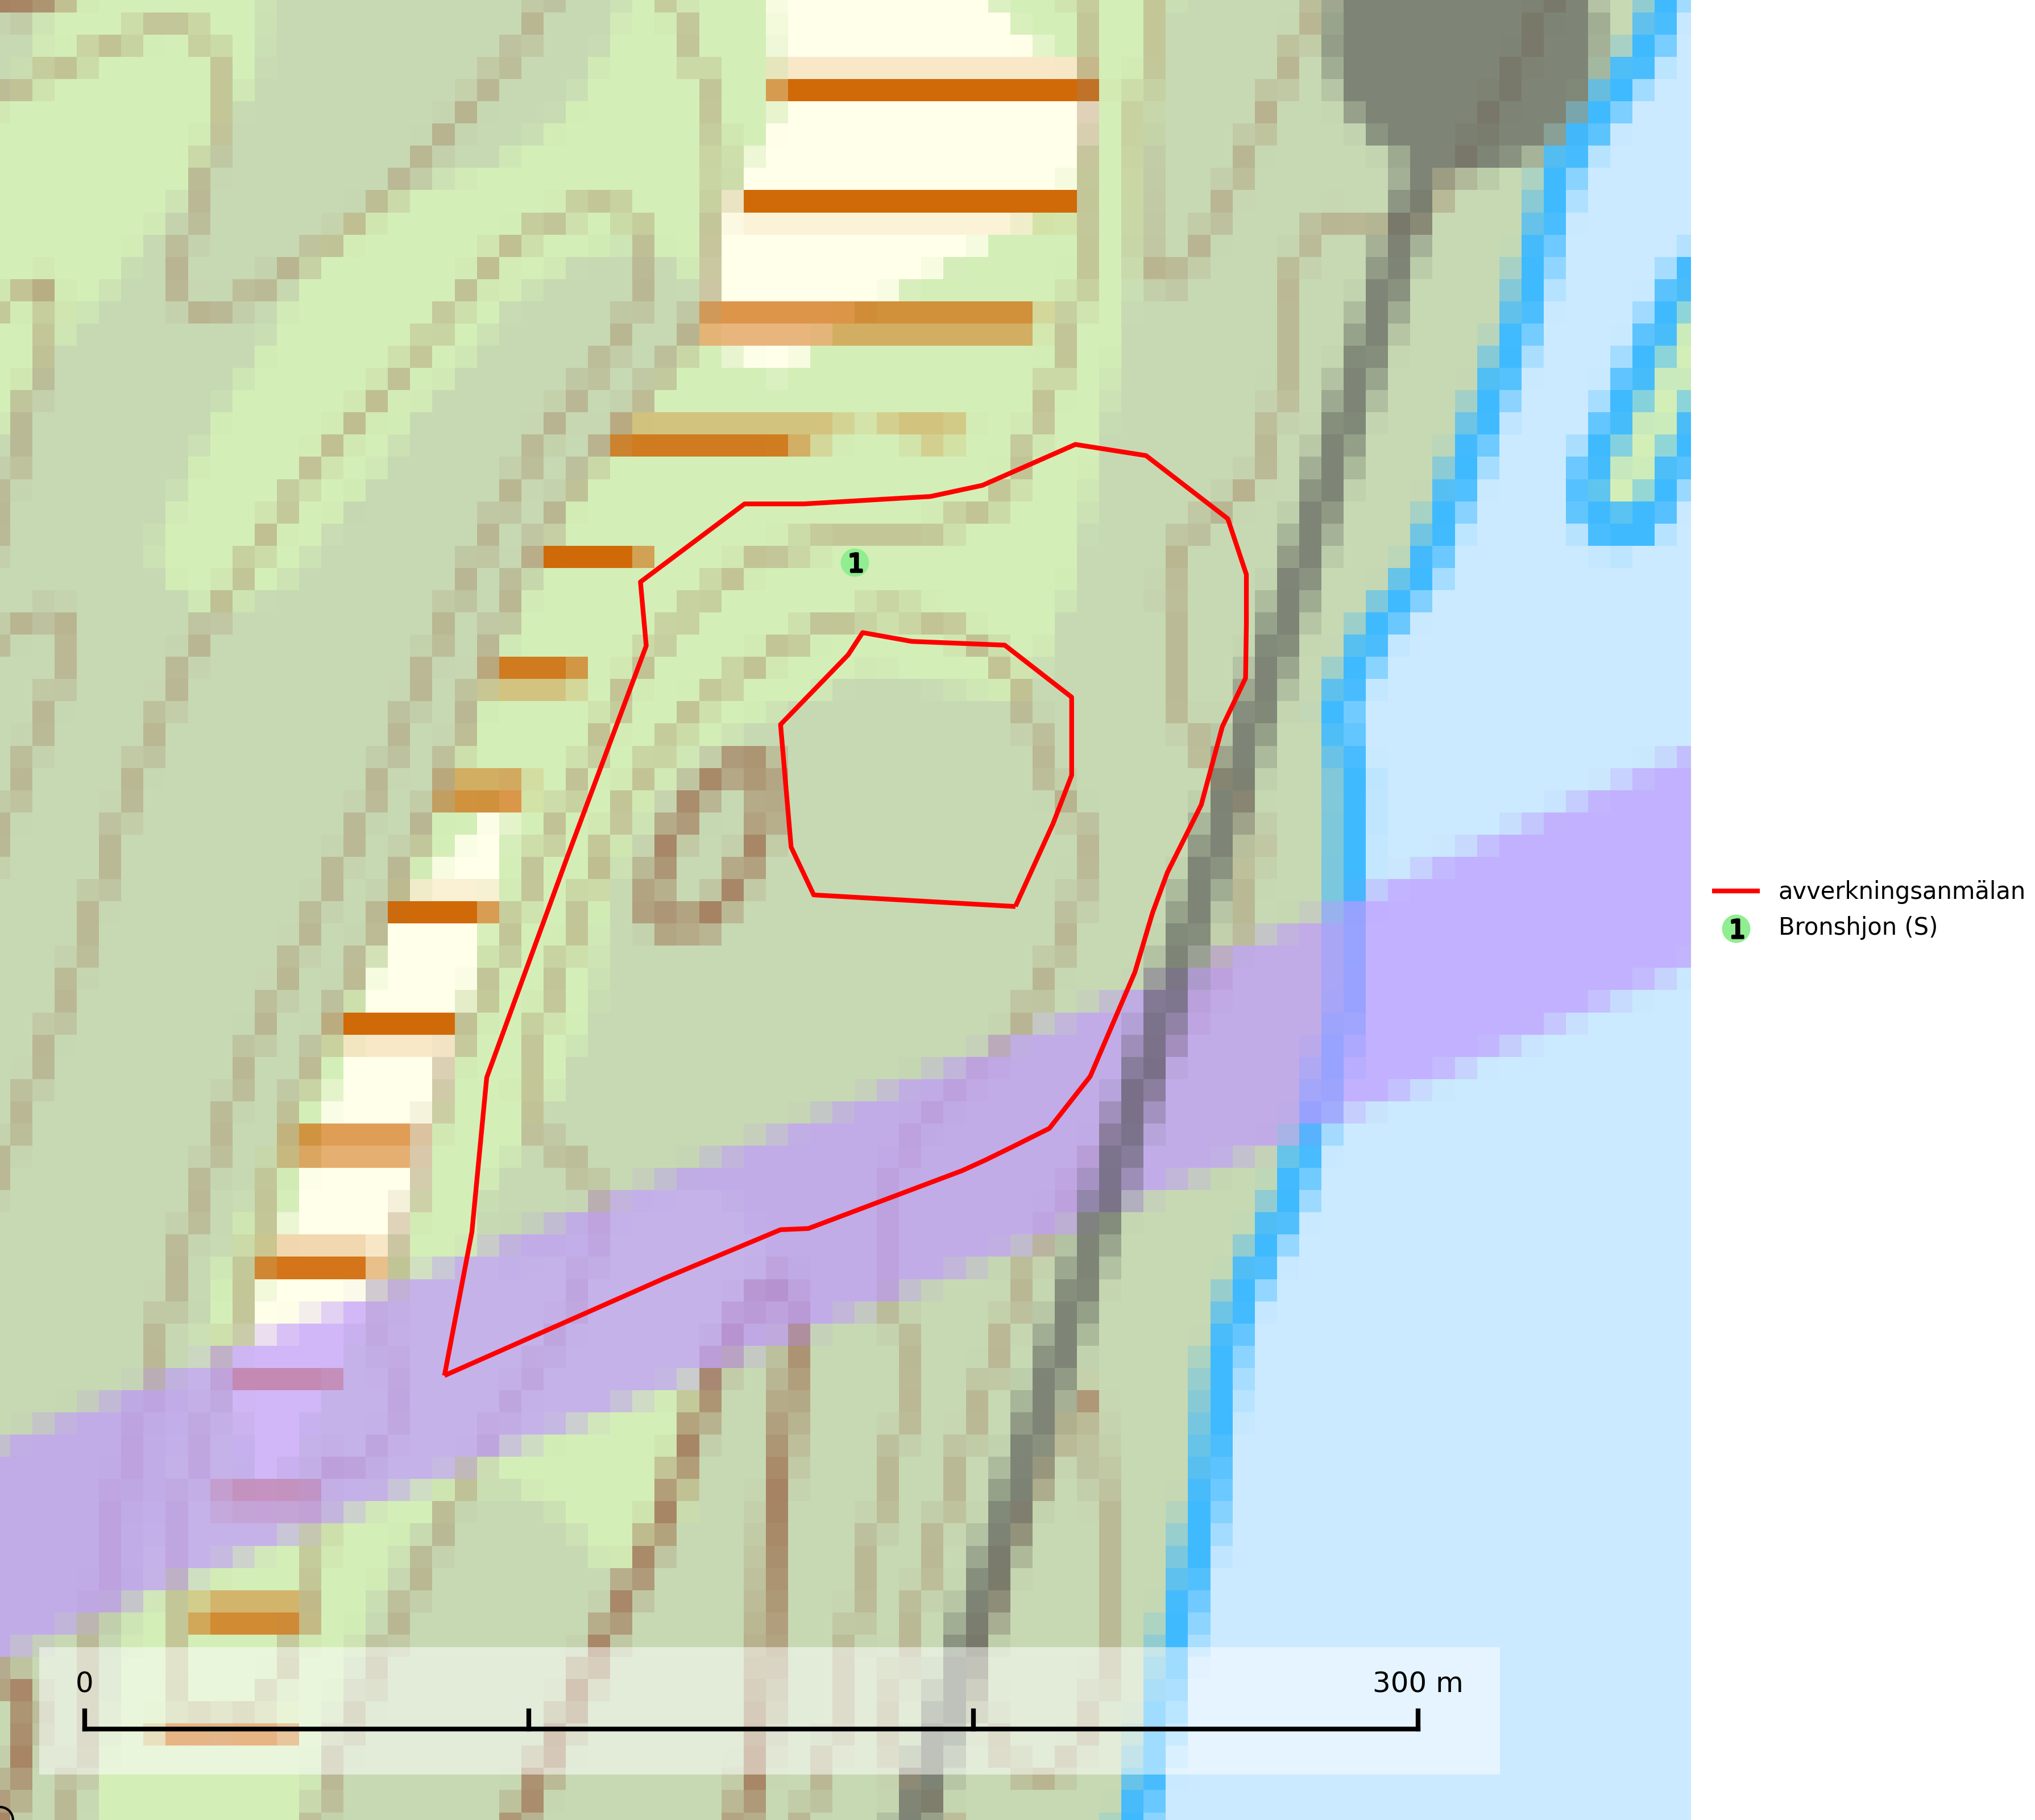 1
avverkningsanmälan
1 Bronshjon (S)
0 300 m